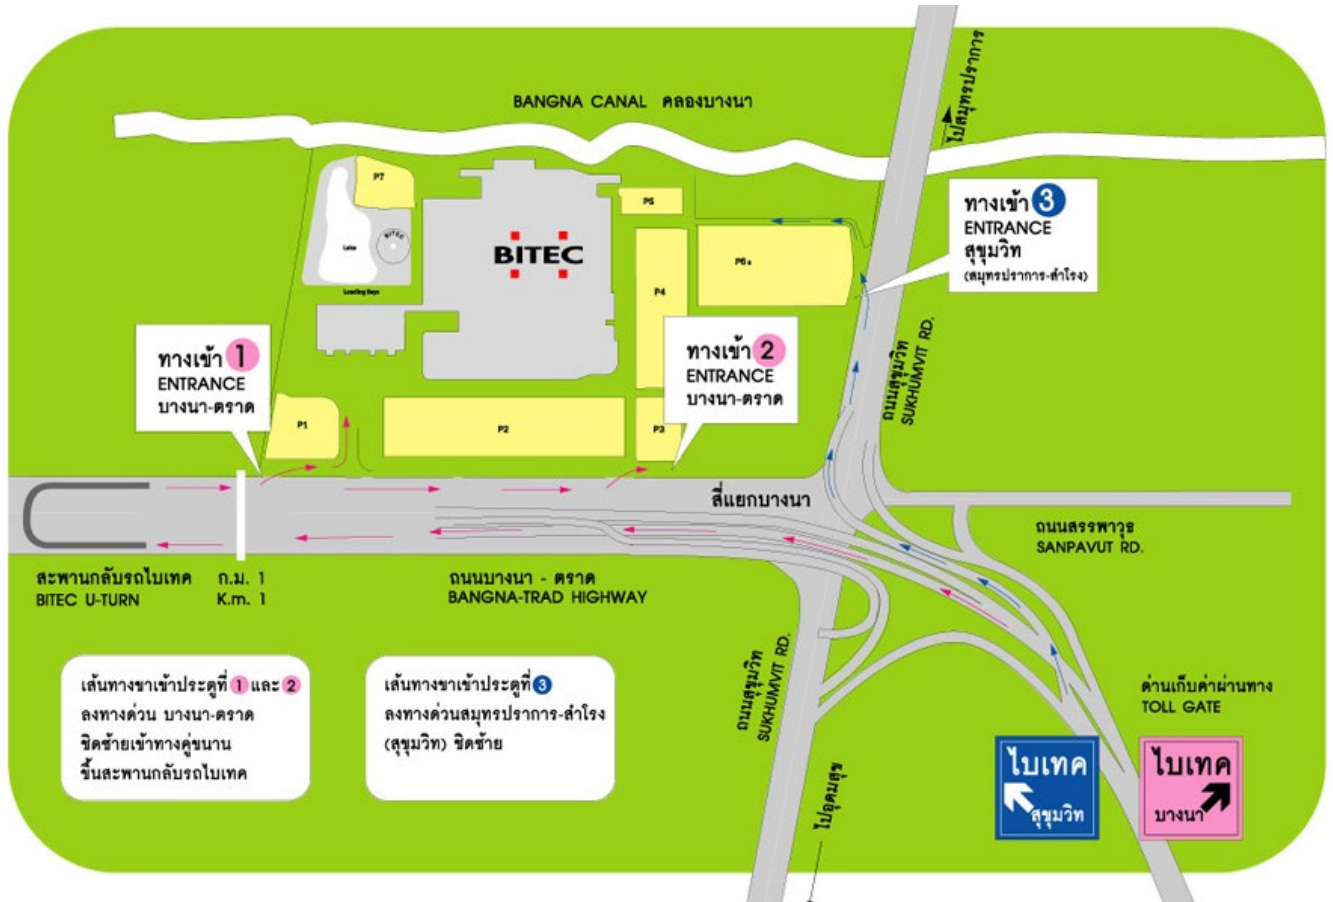 BANGNA CANAL คลองบางนา
ไปสมุทรปราการ
P7
P5
ทางเข้า 3
ENTRANCE
สุขุมวิท
(สมุทรปราการ-สำโรง)
BITEC
Lake
BITEC
P6a
P4
Loading Bays
ทางเข้า 1
ENTRANCE
บางนา-ตราด
ทางเข้า 2
ENTRANCE
บางนา-ตราด
ถนนสุขุมวิท
SUKHUMVIT RD.
P1
P2
P3
สี่แยกบางนา
ถนนสรรพาวุธ
SANPAVUT RD.
สะพานกลับรถไบเทค
BITEC U-TURN
ก.ม. 1
K.m. 1
ถนนบางนา - ตราด
BANGNA-TRAD HIGHWAY
ถนนสุขุมวิท
SUKHUMVIT RD.
เส้นทางขาเข้าประตูที่ 1 และ 2
ลงทางด่วน บางนา-ตราด
ชิดซ้ายเข้าทางคู่ขนาน
ขึ้นสะพานกลับรถไบเทค
เส้นทางขาเข้าประตูที่ 3
ลงทางด่วนสมุทรปราการ-สำโรง
(สุขุมวิท) ชิดซ้าย
ด่านเก็บค่าผ่านทาง
TOLL GATE
ไบเทค
สุขุมวิท
ไบเทค
บางนา
ไปอุดมสุข